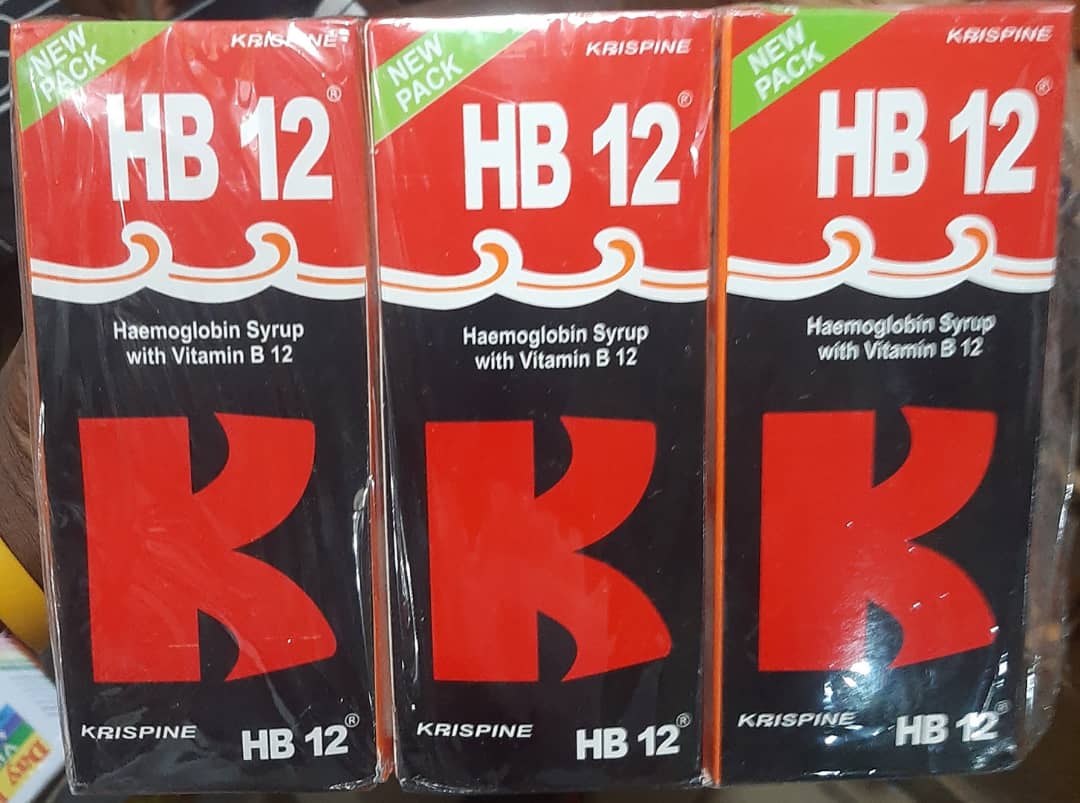 NEW
PACK
KRISPINE
HB 12®
Haemoglobin Syrup
with Vitamin B 12
K
KRISPINE
HB 12®
NEW
PACK
KRISPINE
HB 12®
Haemoglobin Syrup
with Vitamin B 12
K
KRISPINE
HB 12®
NEW
PACK
KRISPINE
HB 12®
Haemoglobin Syrup
with Vitamin B 12
K
KRISPINE
HB 12®
Day